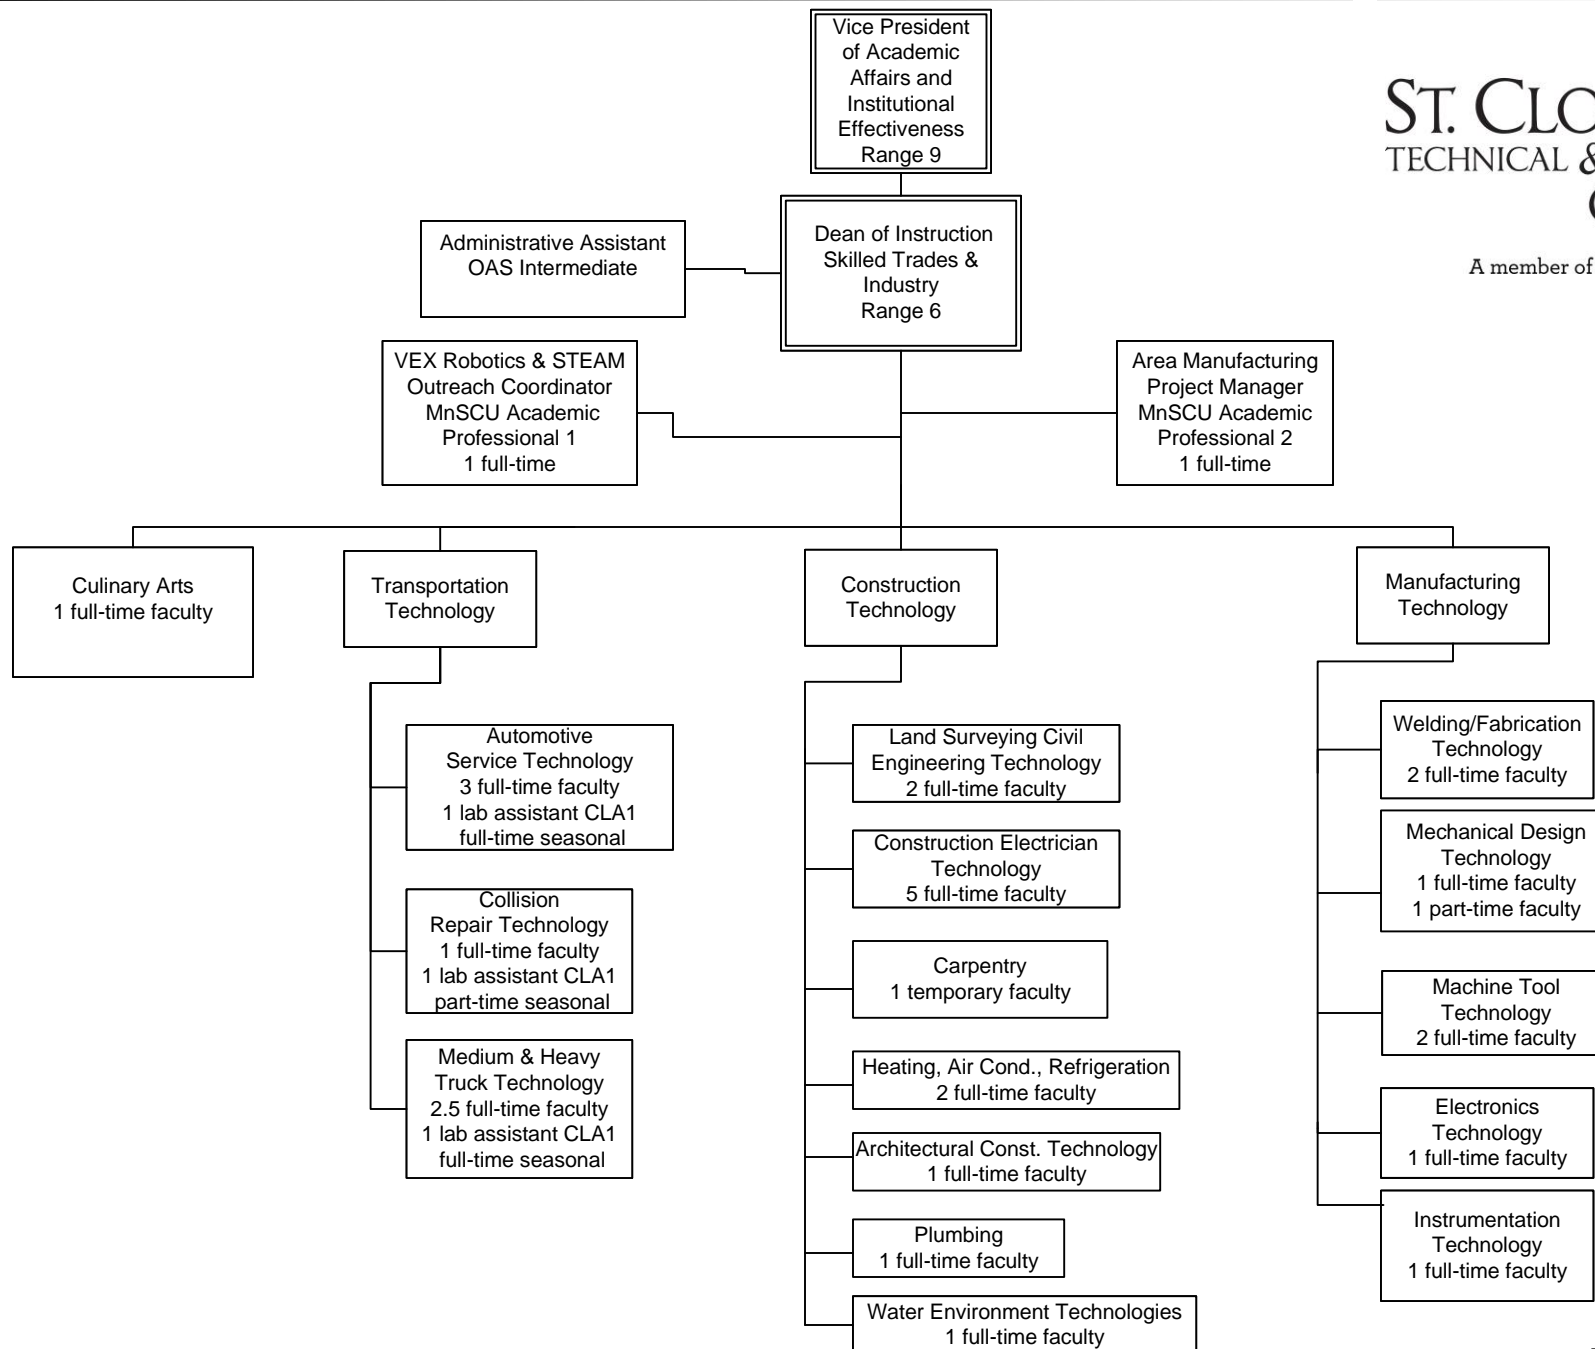 Vice President
of Academic
Affairs and
Institutional
Effectiveness
Range 9
ST. CLO
TECHNICAL &
A member of
Administrative Assistant
OAS Intermediate
Dean of Instruction
Skilled Trades &
Industry
Range 6
VEX Robotics & STEAM
Outreach Coordinator
MnSCU Academic
Professional 1
1 full-time
Area Manufacturing
Project Manager
MnSCU Academic
Professional 2
1 full-time
Culinary Arts
1 full-time faculty
Transportation
Technology
Construction
Technology
Manufacturing
Technology
Automotive
Service Technology
3 full-time faculty
1 lab assistant CLA1
full-time seasonal
Collision
Repair Technology
1 full-time faculty
1 lab assistant CLA1
part-time seasonal
Medium & Heavy
Truck Technology
2.5 full-time faculty
1 lab assistant CLA1
full-time seasonal
Land Surveying Civil
Engineering Technology
2 full-time faculty
Construction Electrician
Technology
5 full-time faculty
Carpentry
1 temporary faculty
Heating, Air Cond., Refrigeration
2 full-time faculty
Architectural Const. Technology
1 full-time faculty
Plumbing
1 full-time faculty
Water Environment Technologies
1 full-time faculty
Welding/Fabrication
Technology
2 full-time faculty
Mechanical Design
Technology
1 full-time faculty
1 part-time faculty
Machine Tool
Technology
2 full-time faculty
Electronics
Technology
1 full-time faculty
Instrumentation
Technology
1 full-time faculty